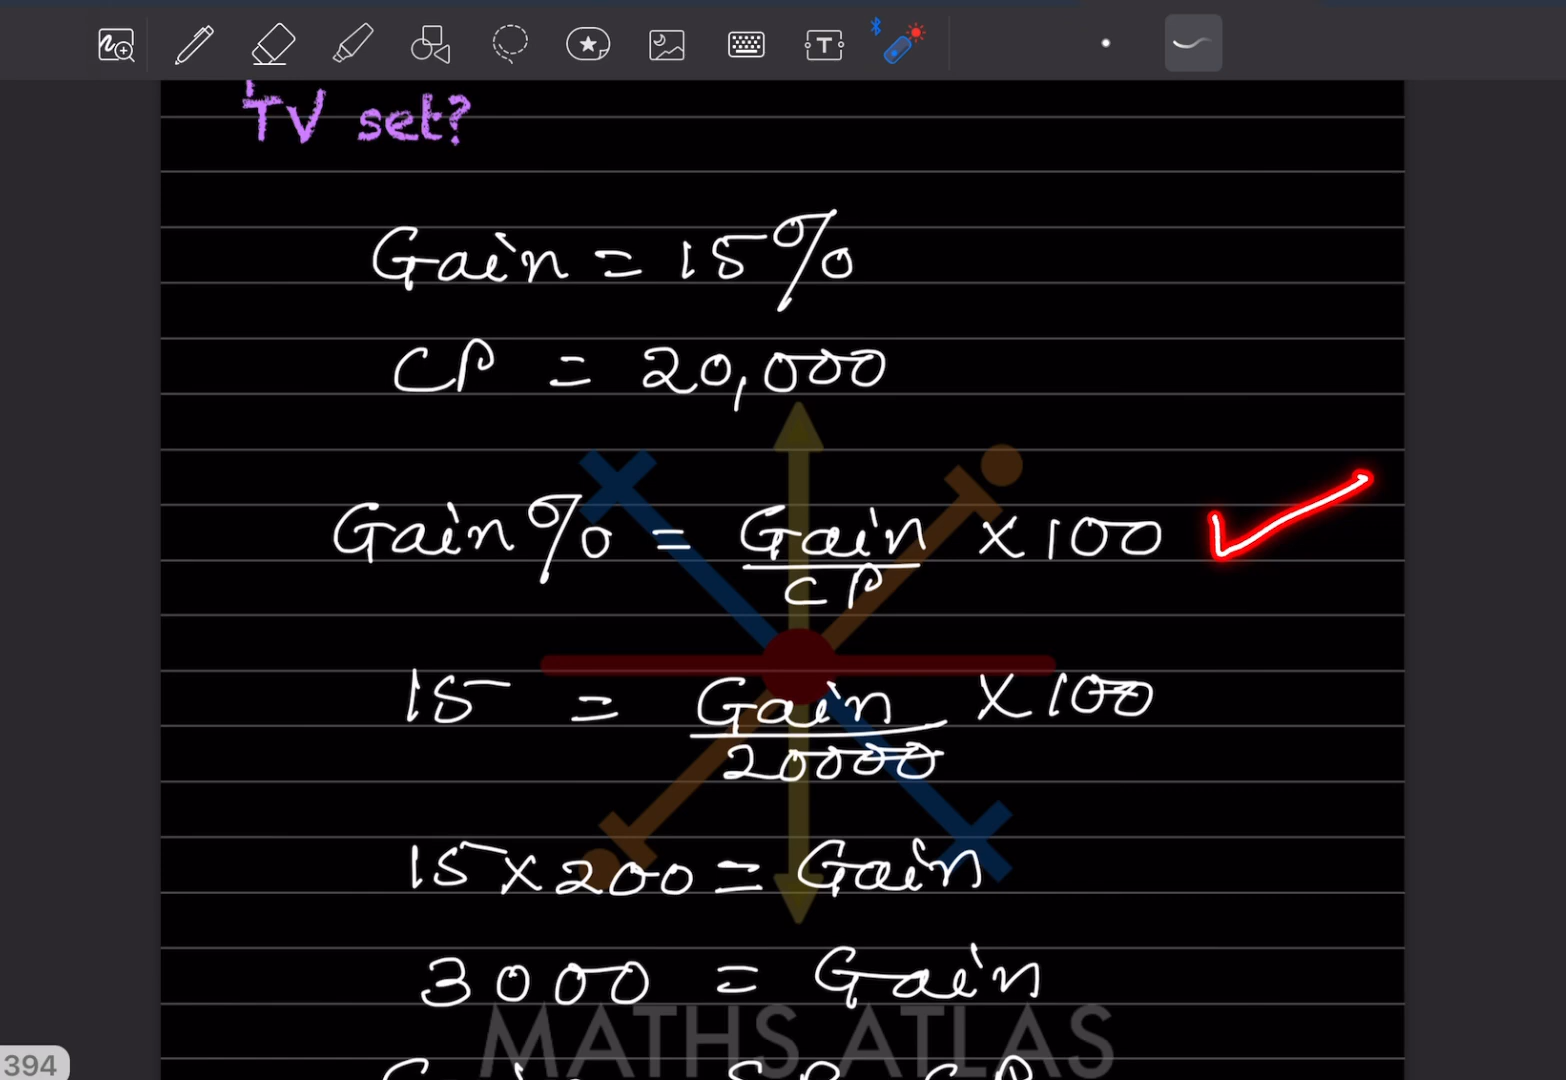 TV set?
Gain = 15%
CP = 20,000
Gain% = Gain/CP × 100
15 = Gain/20000 × 100
15 × 200 = Gain
3000 = Gain
MATHS ATLAS
394